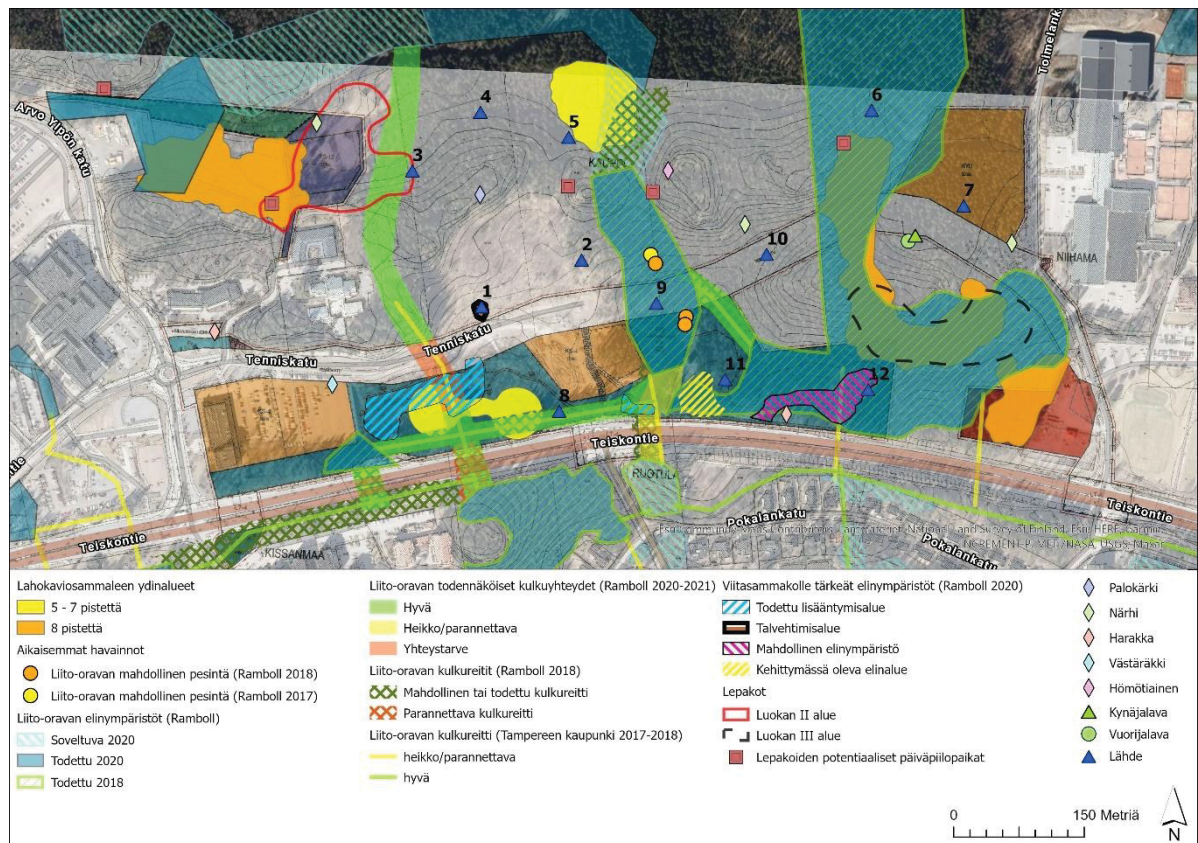 Toimelank
Arvo Ylpön katu
4
6
5
3
KAUPPI
7
2
10
NIIHAMA
1
9
Tenniskatu
Tenniskatu
11
12
8
Teiskontie
RUOTULA
Pokalankatu
Teiskontie
Teiskontie
KISSANMAA
Pokalankatu
Lahokaviosammaleen ydinalueet
5 - 7 pistettä
8 pistettä
Aikaisemmat havainnot
Liito-oravan mahdollinen pesintä (Ramboll 2018)
Liito-oravan mahdollinen pesintä (Ramboll 2017)
Liito-oravan elinympäristöt (Ramboll)
Soveltuva 2020
Todettu 2020
Todettu 2018
Liito-oravan todennäköiset kulkuyhteydet (Ramboll 2020-2021)
Hyvä
Heikko/parannettava
Yhteystarve
Liito-oravan kulkureitit (Ramboll 2018)
Mahdollinen tai todettu kulkureitti
Parannettava kulkureitti
Liito-oravan kulkureitti (Tampereen kaupunki 2017-2018)
heikko/parannettava
hyvä
Viitasammakolle tärkeät elinympäristöt (Ramboll 2020)
Todettu lisääntymisalue
Talvehtimisalue
Mahdollinen elinympäristö
Kehittymässä oleva elinalue
Lepakot
Luokan II alue
Luokan III alue
Lepakoiden potentiaaliset päiväpiilopaikat
Palokärki
Närhi
Harakka
Västäräkki
Hömötiainen
Kynäjalava
Vuorijalava
Lähde
0 150 Metriä
N